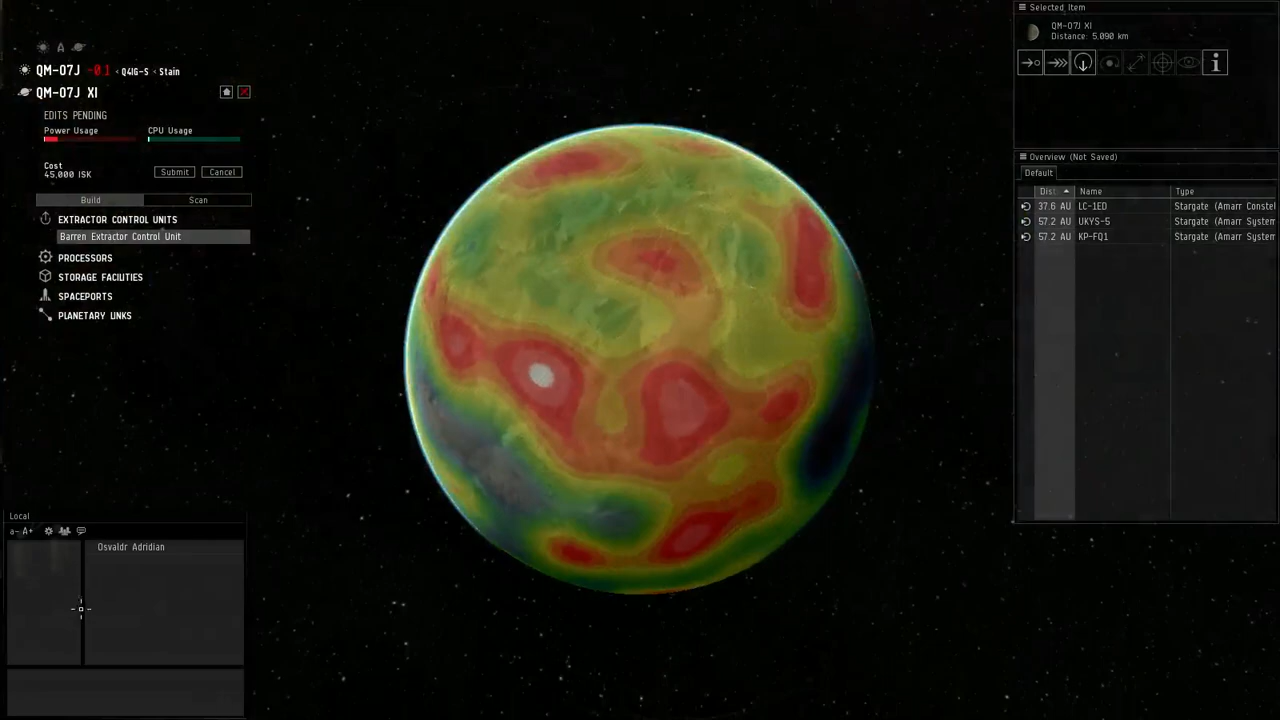 A
QM-07J -0.1 ‹ Q4IG-S ‹ Stain
QM-07J XI
EDITS PENDING
Power Usage CPU Usage
Cost
45,000 ISK Submit Cancel
Build Scan
EXTRACTOR CONTROL UNITS
Barren Extractor Control Unit
PROCESSORS
STORAGE FACILITIES
SPACEPORTS
PLANETARY LINKS
Local
a- A+
Osvaldr Adridian
Selected Item
QM-07J XI
Distance: 5.090 km
Overview (Not Saved)
Default
Dist. Name Type
37.6 AU LC-1ED Stargate (Amarr Constel
57.2 AU UKYS-5 Stargate (Amarr System
57.2 AU KP-FQ1 Stargate (Amarr System